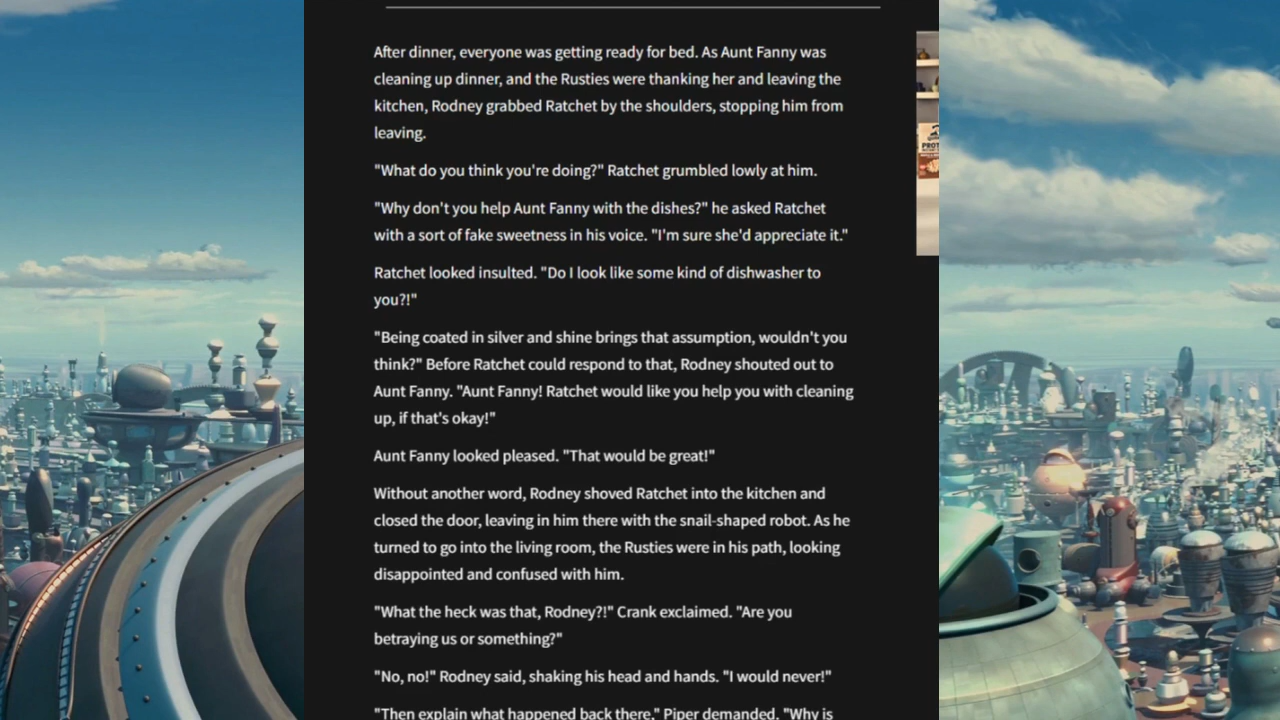 After dinner, everyone was getting ready for bed. As Aunt Fanny was
cleaning up dinner, and the Rusties were thanking her and leaving the
kitchen, Rodney grabbed Ratchet by the shoulders, stopping him from
leaving.
"What do you think you're doing?" Ratchet grumbled lowly at him.
"Why don't you help Aunt Fanny with the dishes?" he asked Ratchet
with a sort of fake sweetness in his voice. "I'm sure she'd appreciate it."
Ratchet looked insulted. "Do I look like some kind of dishwasher to
you?!"
"Being coated in silver and shine brings that assumption, wouldn't you
think?" Before Ratchet could respond to that, Rodney shouted out to
Aunt Fanny. "Aunt Fanny! Ratchet would like you help you with cleaning
up, if that's okay!"
Aunt Fanny looked pleased. "That would be great!"
Without another word, Rodney shoved Ratchet into the kitchen and
closed the door, leaving in him there with the snail-shaped robot. As he
turned to go into the living room, the Rusties were in his path, looking
disappointed and confused with him.
"What the heck was that, Rodney?!" Crank exclaimed. "Are you
betraying us or something?"
"No, no!" Rodney said, shaking his head and hands. "I would never!"
"Then explain what happened back there," Piper demanded. "Why is
PROT